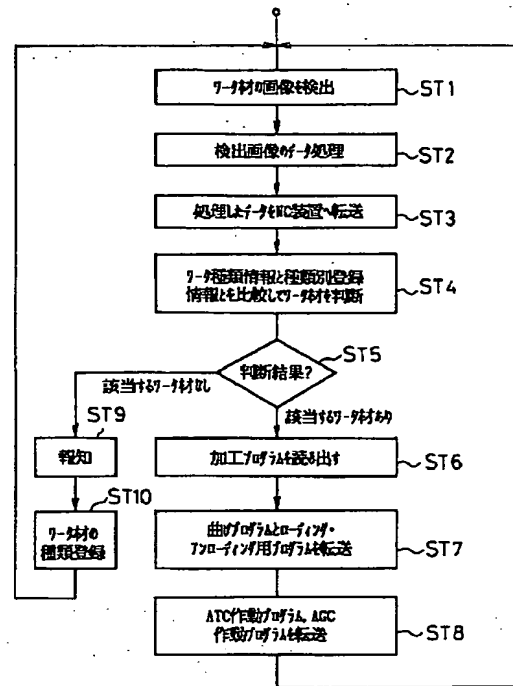 ワーク材の画像を検出
ST1
検出画像のデータ処理
ST2
処理したデータをNC装置へ転送
ST3
ワーク種類情報と種類別登録
情報とを比較してワーク材を判断
ST4
判断結果?
ST5
該当するワーク材なし
該当するワーク材あり
ST9
報知
加工プログラムを読み出す
ST6
ST10
ワーク材の
種類登録
曲げプログラムとローディング・
アンローディング用プログラムを転送
ST7
ATC作動プログラム、AGC
作動プログラムを転送
ST8